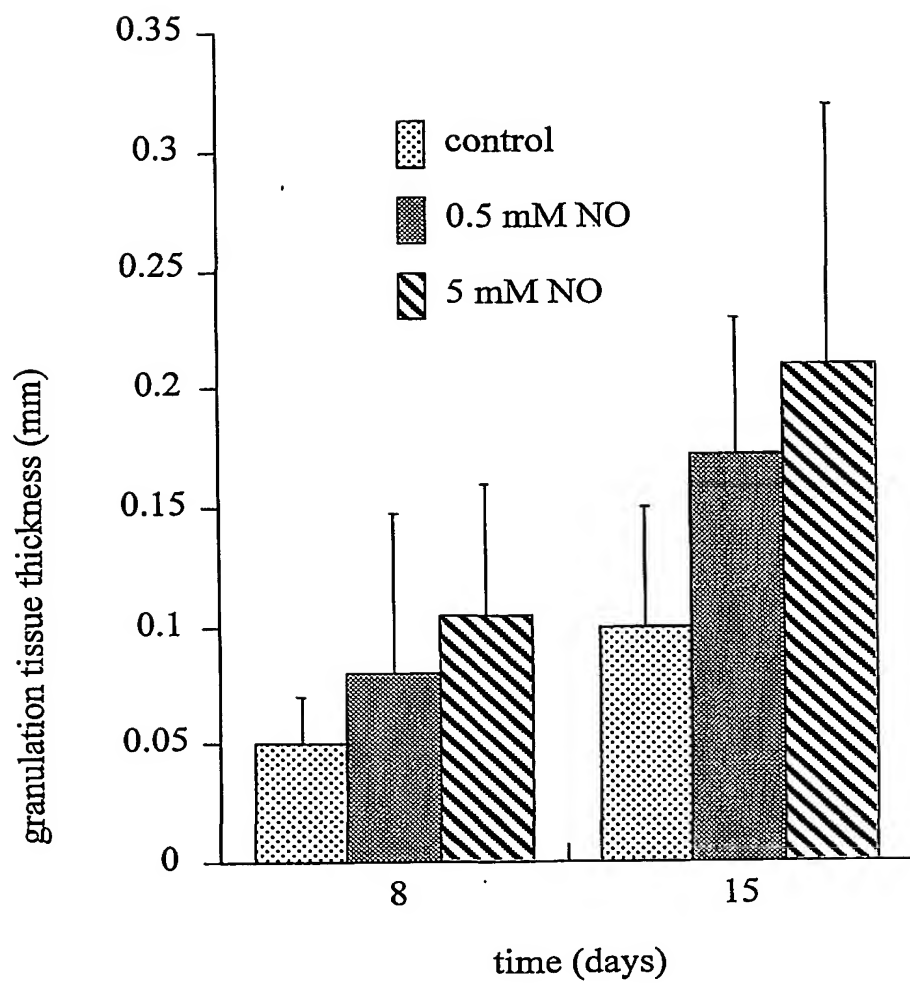 0.35
0.3
0.25
0.2
0.15
0.1
0.05
0
granulation tissue thickness (mm)
control
0.5 mM NO
5 mM NO
8
15
time (days)